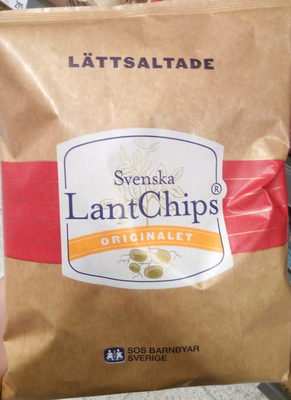 LÄTTSALTADE
Svenska
LantChips®
ORIGINALET
SOS BARNBYAR
SVERIGE